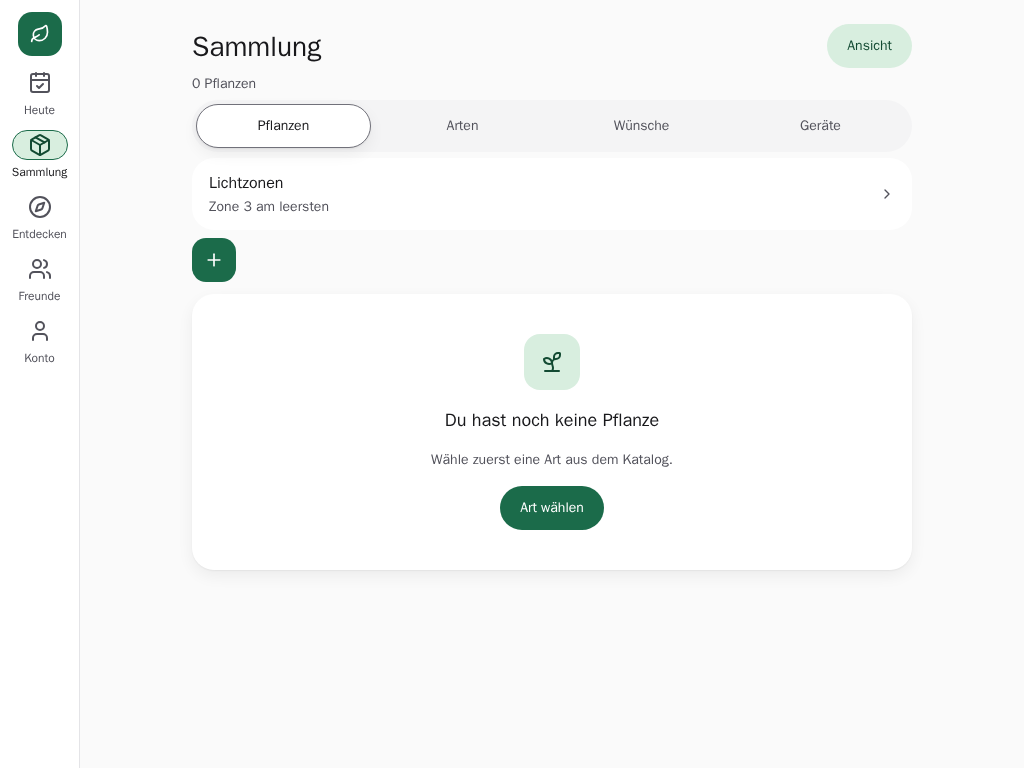 Sammlung
Ansicht
0 Pflanzen
Pflanzen
Arten
Wünsche
Geräte
Lichtzonen
Zone 3 am leersten
Du hast noch keine Pflanze
Wähle zuerst eine Art aus dem Katalog.
Art wählen
Heute
Sammlung
Entdecken
Freunde
Konto